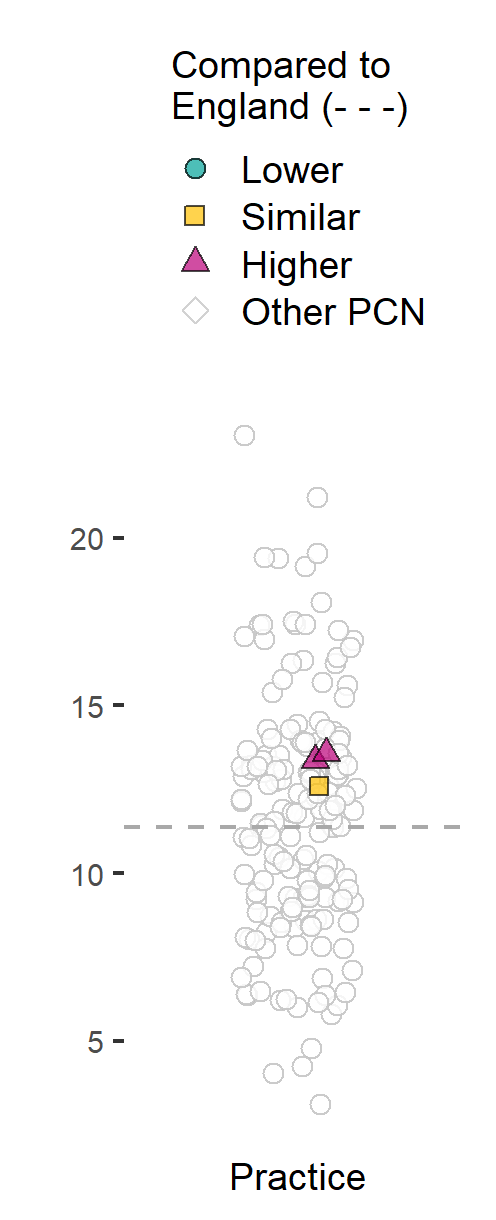 Compared to
England (- - -)
Lower
Similar
Higher
Other PCN
20
15
10
5
Practice